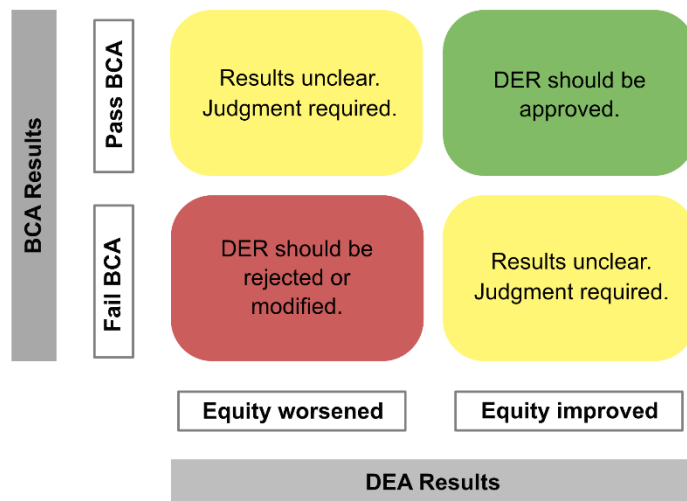 BCA Results
Pass BCA
Results unclear.
Judgment required.
DER should be
approved.
Fail BCA
DER should be
rejected or
modified.
Results unclear.
Judgment required.
Equity worsened
Equity improved
DEA Results